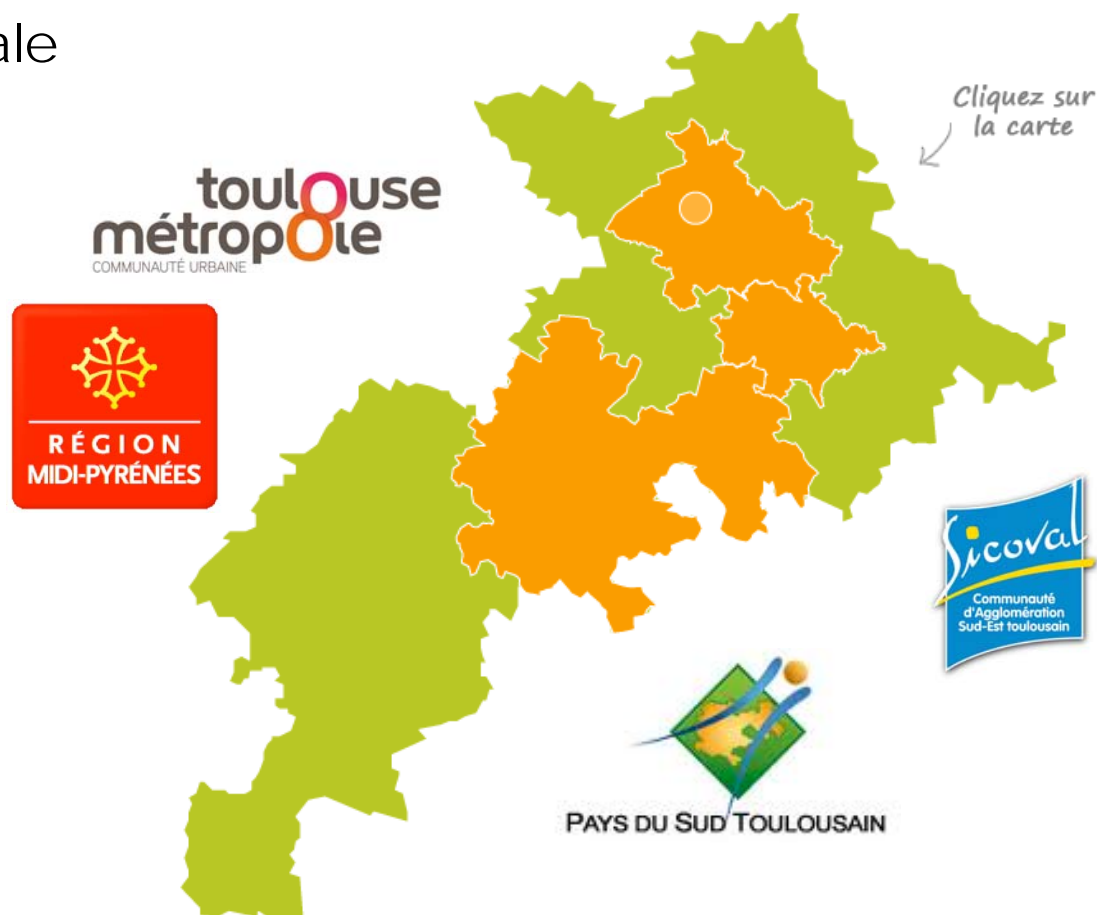 ale
Cliquez sur
la carte
toulouse
métropole
COMMUNAUTÉ URBAINE
RÉGION
MIDI-PYRÉNÉES
Sicoval
Communauté
d'Agglomération
Sud-Est toulousain
PAYS DU SUD TOULOUSAIN